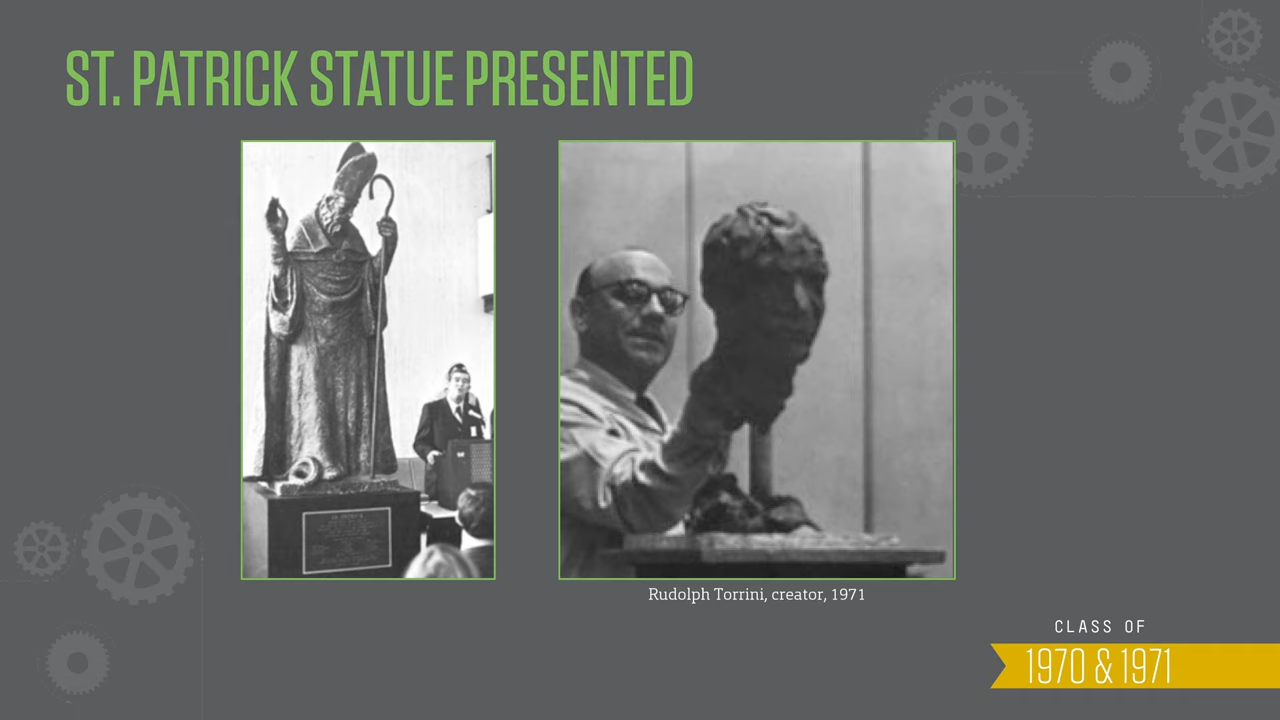 ST. PATRICK STATUE PRESENTED
Rudolph Torrini, creator, 1971
CLASS OF
1970 & 1971